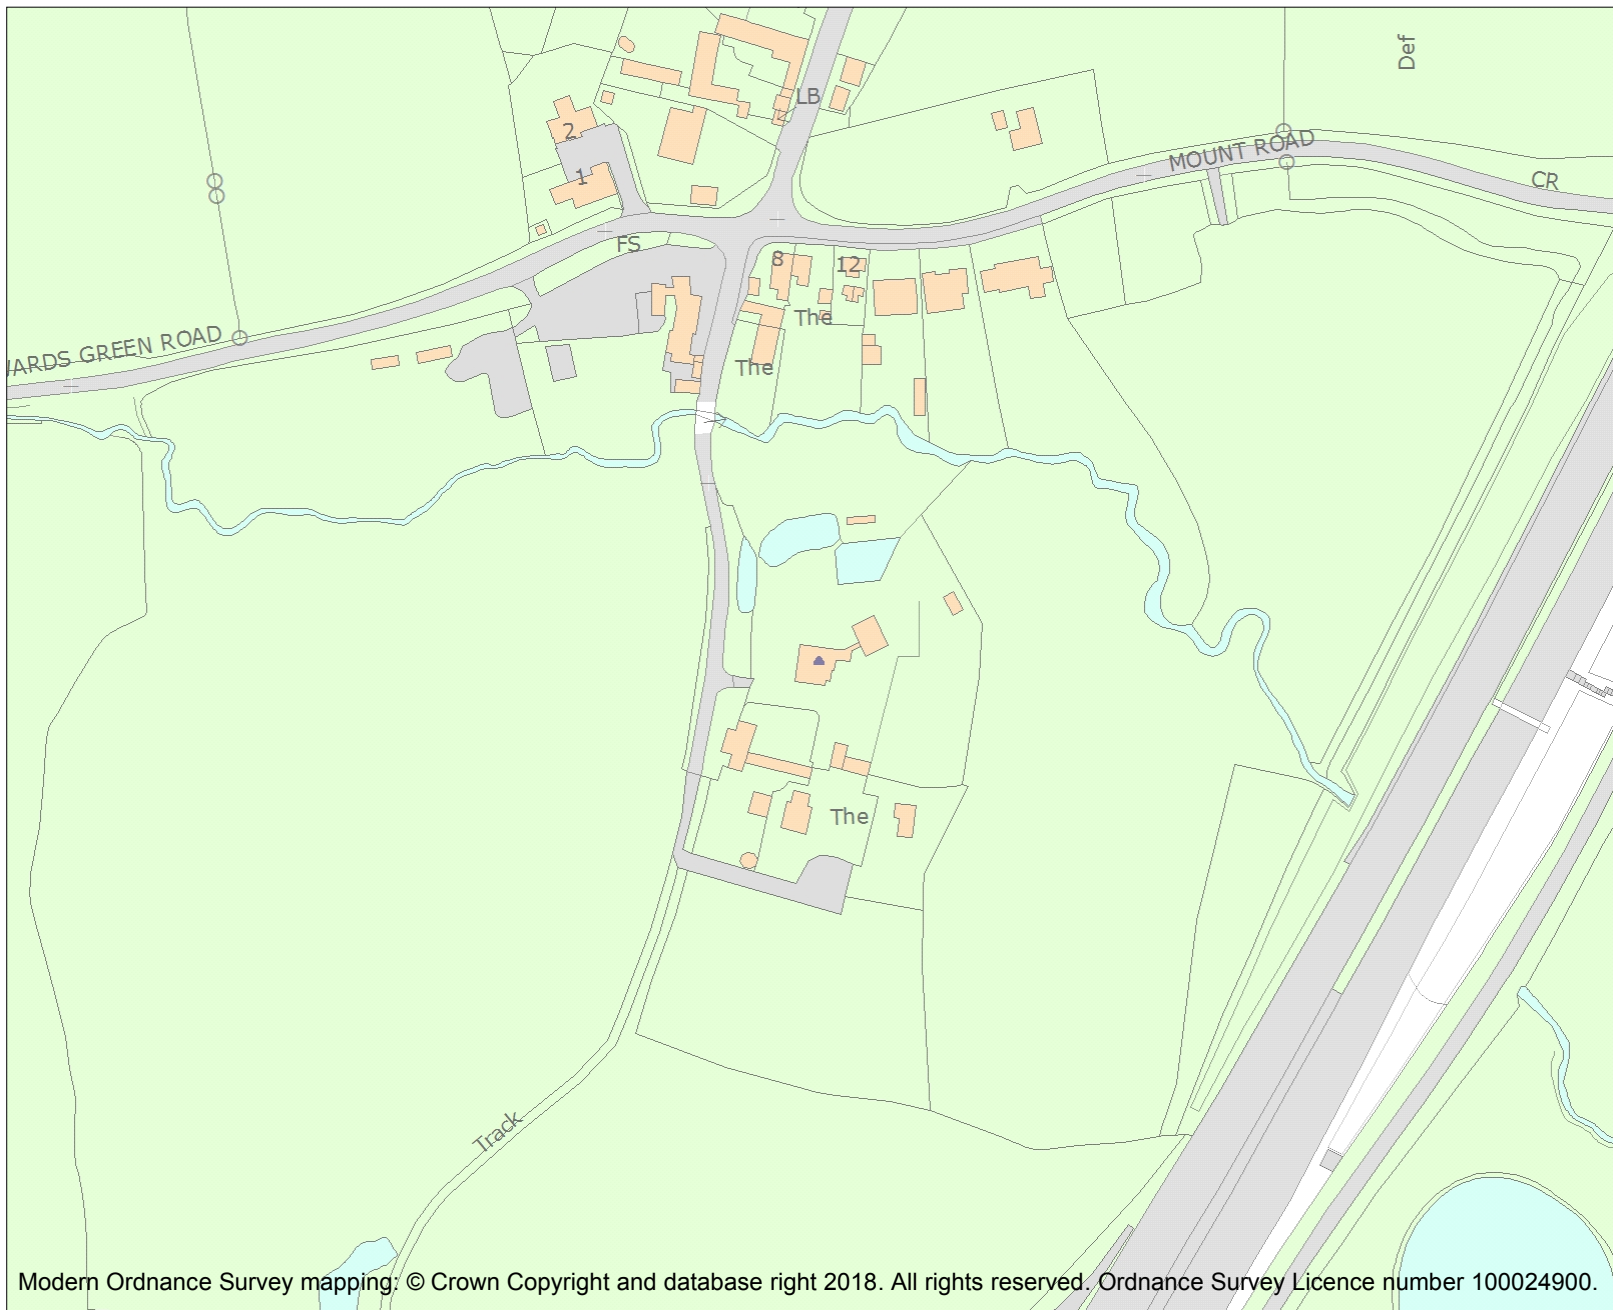 Def
LB
2
MOUNT ROAD
1
CR
FS
8
12
The
WARDS GREEN ROAD
The
The
Track
Modern Ordnance Survey mapping: © Crown Copyright and database right 2018. All rights reserved. Ordnance Survey Licence number 100024900.